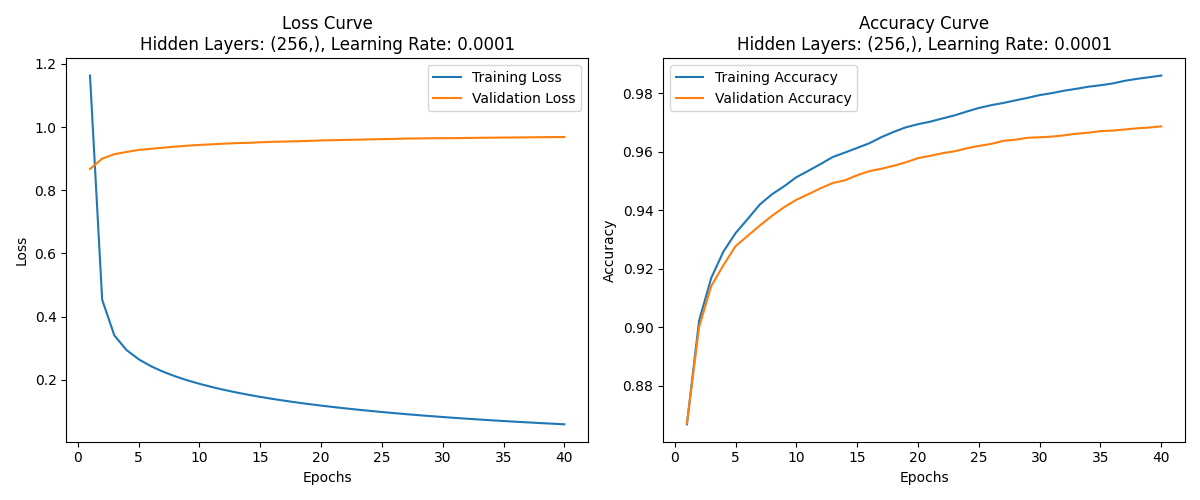 Loss Curve
Hidden Layers: (256,), Learning Rate: 0.0001
Training Loss
Validation Loss
1.2
1.0
0.8
0.6
0.4
0.2
Loss
0
5
10
15
20
25
30
35
40
Epochs
Accuracy Curve
Hidden Layers: (256,), Learning Rate: 0.0001
Training Accuracy
Validation Accuracy
0.98
0.96
0.94
0.92
0.90
0.88
Accuracy
0
5
10
15
20
25
30
35
40
Epochs